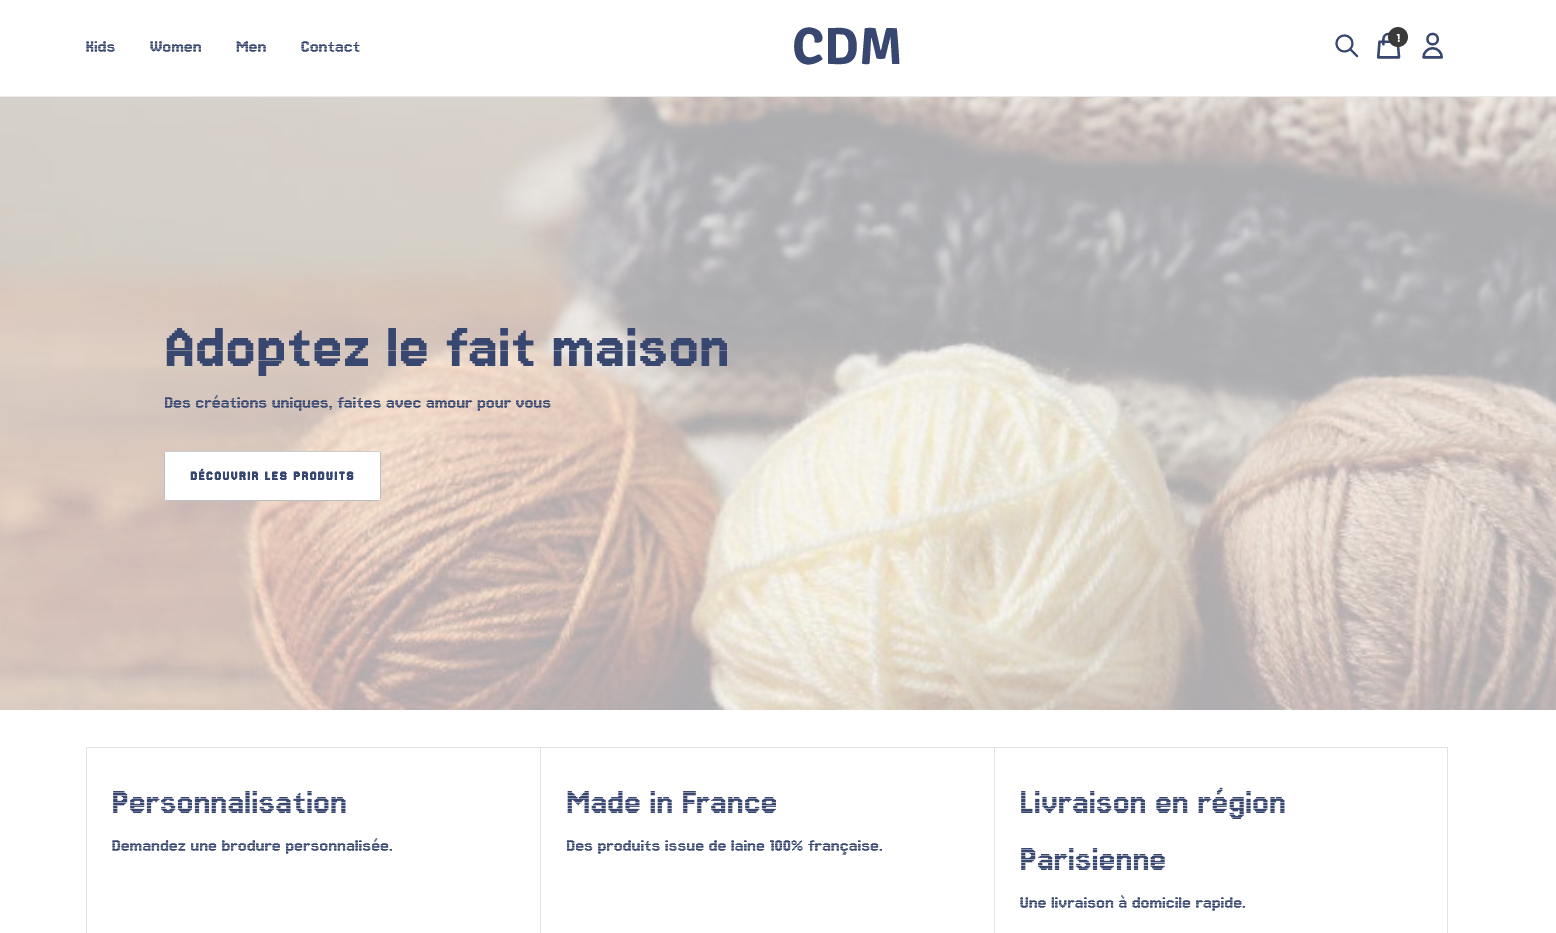 Kids Women Men Contact
CDM
1
Adoptez le fait maison
Des créations uniques, faites avec amour pour vous
DÉCOUVRIR LES PRODUITS
Personnalisation
Demandez une brodure personnalisée.
Made in France
Des produits issue de laine 100% française.
Livraison en région
Parisienne
Une livraison à domicile rapide.